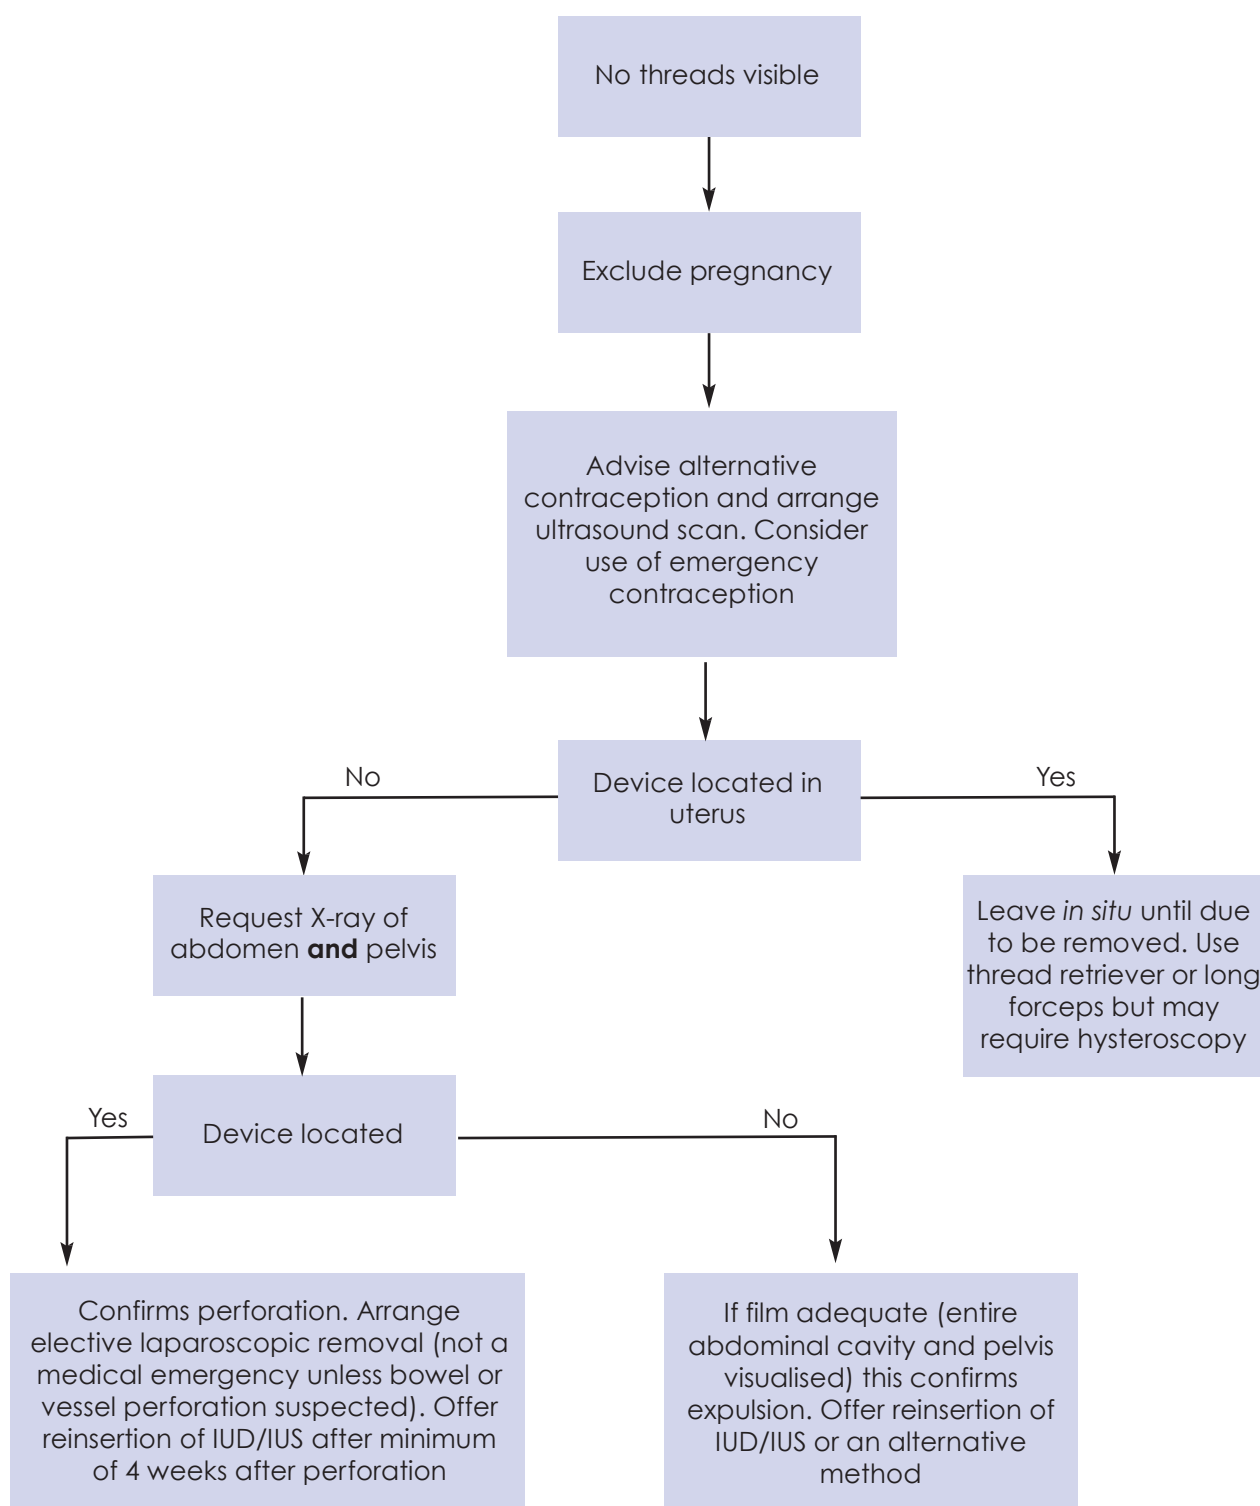 No threads visible
Exclude pregnancy
Advise alternative
contraception and arrange
ultrasound scan. Consider
use of emergency
contraception
No
Device located in
uterus
Yes
Request X-ray of
abdomen and pelvis
Leave in situ until due
to be removed. Use
thread retriever or long
forceps but may
require hysteroscopy
Yes
Device located
No
Confirms perforation. Arrange
elective laparoscopic removal (not a
medical emergency unless bowel or
vessel perforation suspected). Offer
reinsertion of IUD/IUS after minimum
of 4 weeks after perforation
If film adequate (entire
abdominal cavity and pelvis
visualised) this confirms
expulsion. Offer reinsertion of
IUD/IUS or an alternative
method